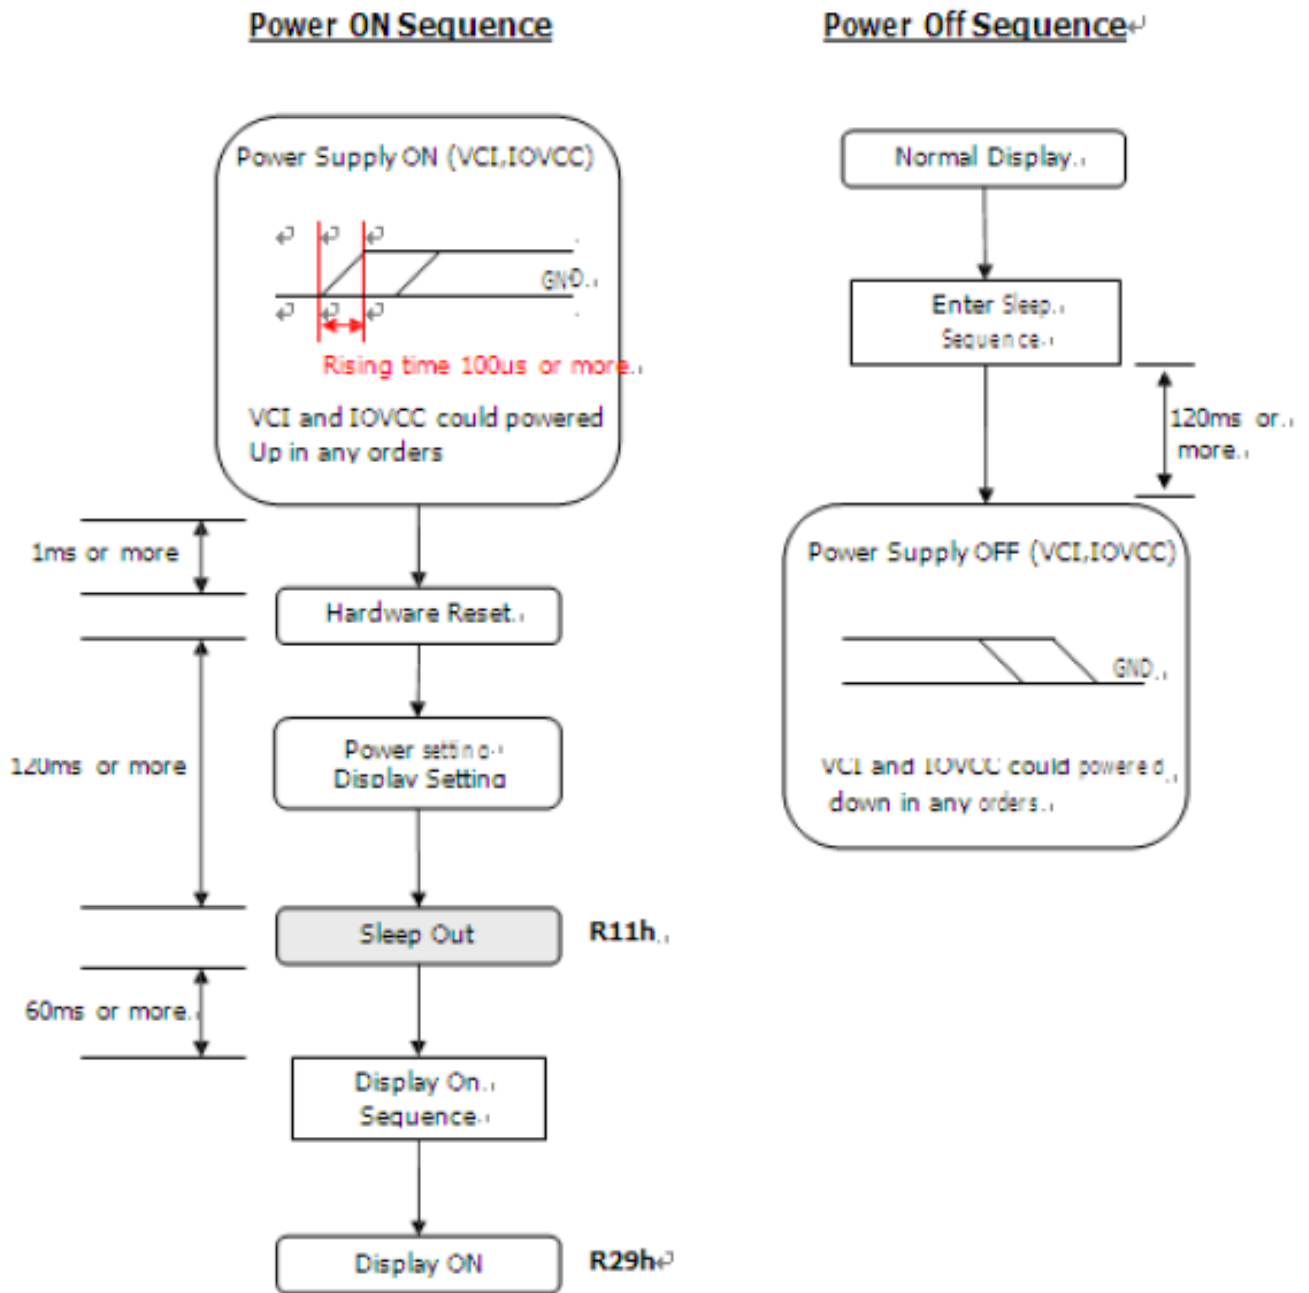 Power ON Sequence
Power Supply ON (VCI,IOVCC)
GND.
Rising time 100us or more.
VCI and IOVCC could powered
Up in any orders
1ms or more
Hardware Reset.
120ms or more
Power setting.
Display Setting
Sleep Out
R11h.
60ms or more.
Display On.
Sequence.
Display ON
R29h
Power Off Sequence
Normal Display.
Enter Sleep.
Sequence.
120ms or.
more.
Power Supply OFF (VCI,IOVCC)
GND.
VCI and IOVCC could powered.
down in any orders.